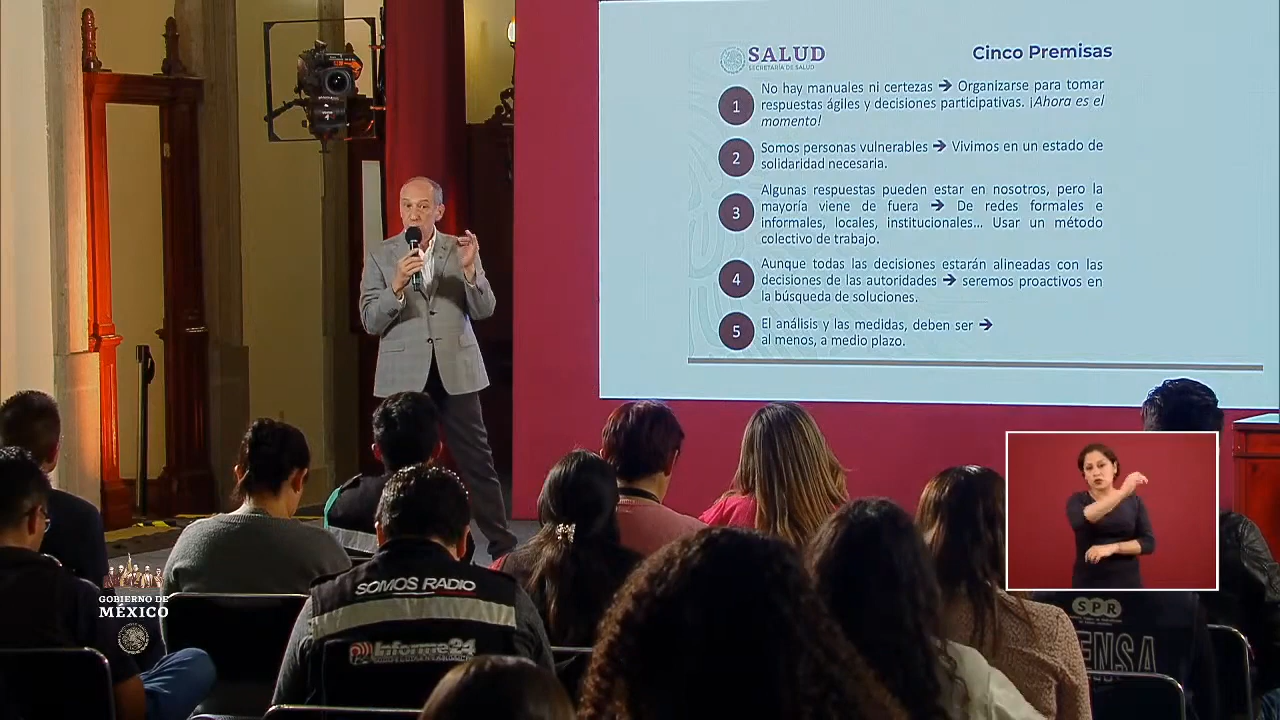 SALUD
SECRETARÍA DE SALUD
Cinco Premisas
1
No hay manuales ni certezas ➔ Organizarse para tomar
respuestas ágiles y decisiones participativas. ¡Ahora es el
momento!
2
Somos personas vulnerables ➔ Vivimos en un estado de
solidaridad necesaria.
3
Algunas respuestas pueden estar en nosotros, pero la
mayoría viene de fuera ➔ De redes formales e
informales, locales, institucionales... Usar un método
colectivo de trabajo.
4
Aunque todas las decisiones estarán alineadas con las
decisiones de las autoridades ➔ seremos proactivos en
la búsqueda de soluciones.
5
El análisis y las medidas, deben ser ➔
al menos, a medio plazo.
GOBIERNO DE
MÉXICO
SOMOS RADIO
Informe24
SPR
ENSA